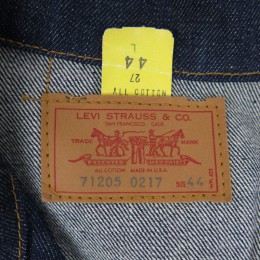 ALL COTTON
27
44
L
LEVI STRAUSS & CO.
SAN FRANCISCO, CALIF.
TRADE MARK
PATENTED
ALL COTTON MADE IN U.S.A.
71205 0217 44